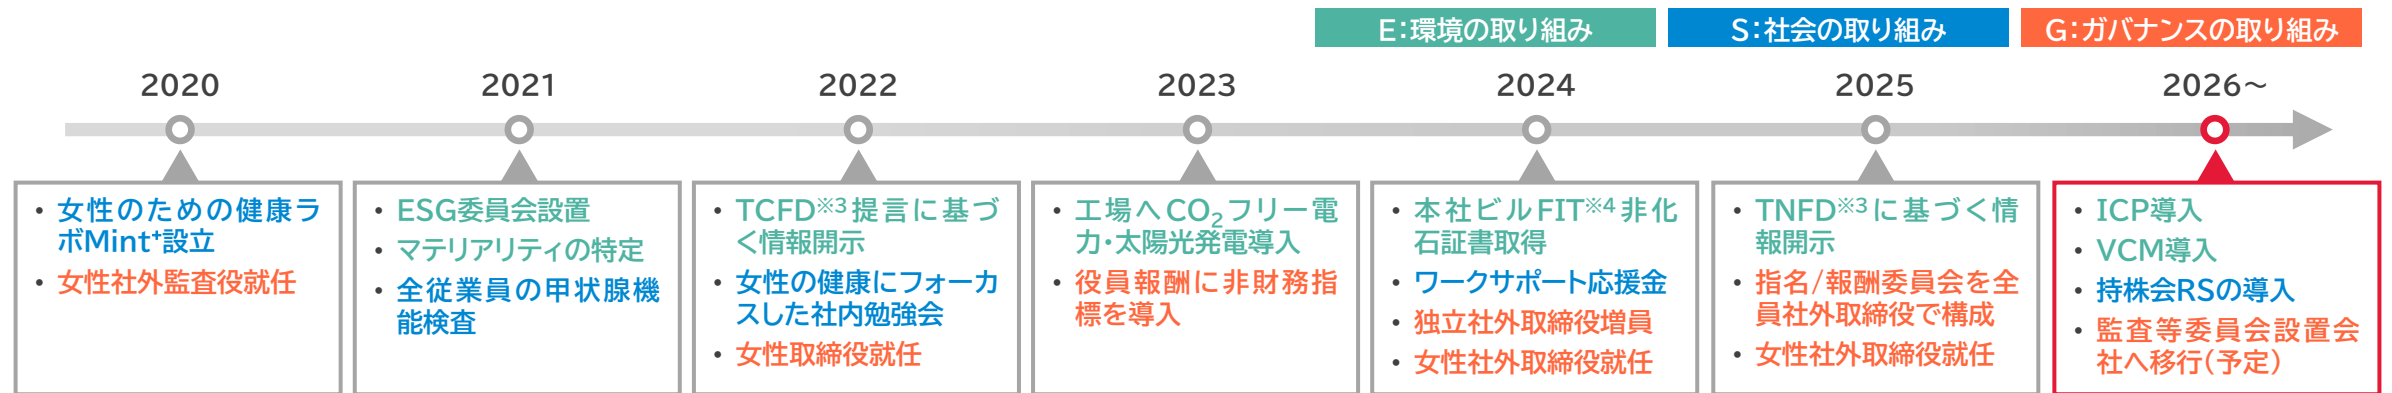 E：環境の取り組み
S：社会の取り組み
G：ガバナンスの取り組み
2020
2021
2022
2023
2024
2025
2026～
・女性のための健康ラ
ボMint⁺設立
・女性社外監査役就任
・ESG委員会設置
・マテリアリティの特定
・全従業員の甲状腺機
能検査
・TCFD※3提言に基づ
く情報開示
・女性の健康にフォーカ
スした社内勉強会
・女性取締役就任
・工場へCO₂フリー電
力・太陽光発電導入
・役員報酬に非財務指
標を導入
・本社ビルFIT※4非化
石証書取得
・ワークサポート応援金
・独立社外取締役増員
・女性社外取締役就任
・TNFD※3に基づく情
報開示
・指名/報酬委員会を全
員社外取締役で構成
・女性社外取締役就任
・ICP導入
・VCM導入
・持株会RSの導入
・監査等委員会設置会
社へ移行（予定）